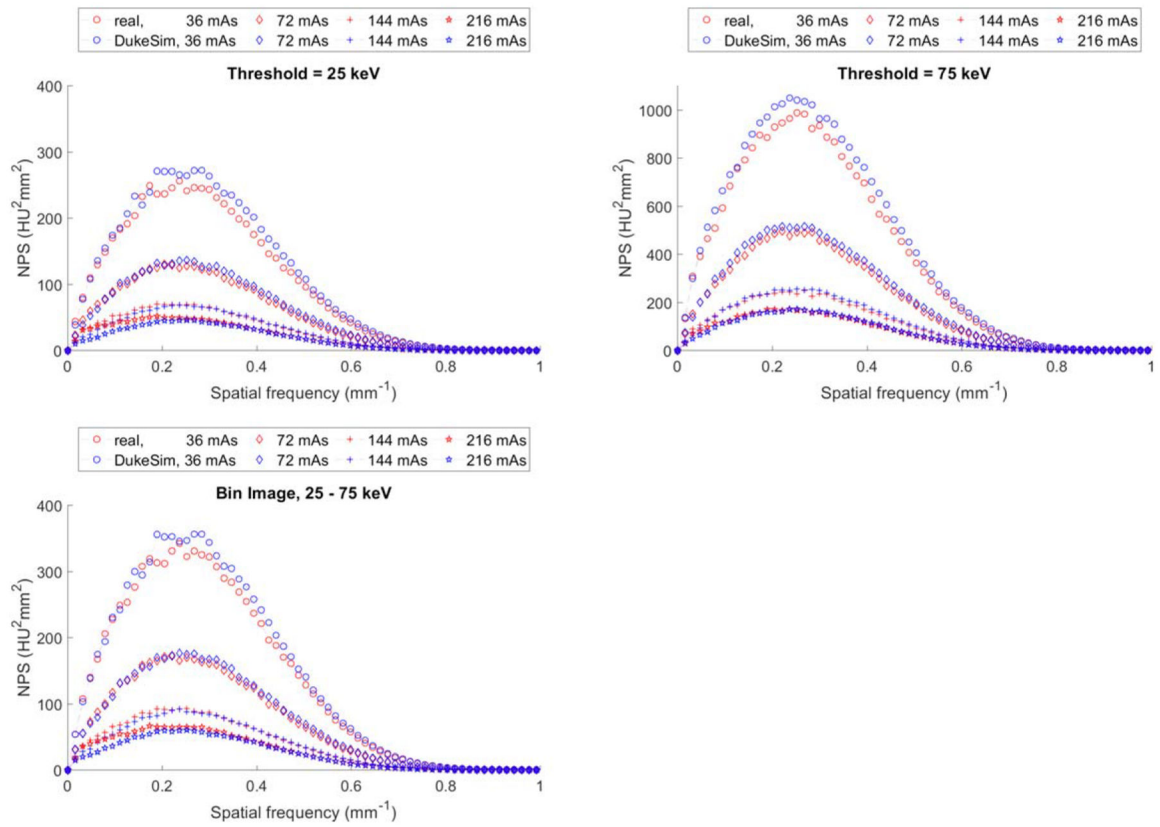 real, 36 mAs 72 mAs 144 mAs 216 mAs
DukeSim, 36 mAs 72 mAs 144 mAs 216 mAs
Threshold = 25 keV
400
300
200
100
0
NPS (HU²mm²)
0 0.2 0.4 0.6 0.8 1
Spatial frequency (mm⁻¹)
real, 36 mAs 72 mAs 144 mAs 216 mAs
DukeSim, 36 mAs 72 mAs 144 mAs 216 mAs
Threshold = 75 keV
1000
800
600
400
200
0
NPS (HU²mm²)
0 0.2 0.4 0.6 0.8 1
Spatial frequency (mm⁻¹)
real, 36 mAs 72 mAs 144 mAs 216 mAs
DukeSim, 36 mAs 72 mAs 144 mAs 216 mAs
Bin Image, 25 - 75 keV
400
300
200
100
0
NPS (HU²mm²)
0 0.2 0.4 0.6 0.8 1
Spatial frequency (mm⁻¹)